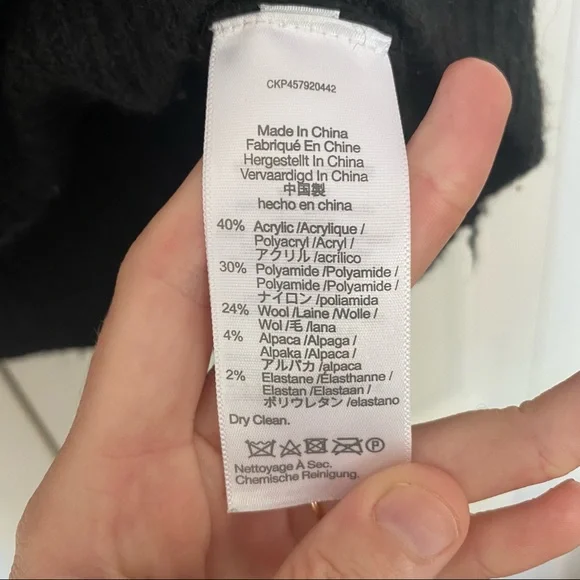 CKP457920442
Made In China
Fabriqué En Chine
Hergestellt In China
Vervaardigd In China
中国製
hecho en china
40% Acrylic /Acrylique /
Polyacryl /Acryl /
アクリル /acrilico
30% Polyamide /Polyamide /
Polyamide /Polyamide /
ナイロン /poliamida
24% Wool /Laine /Wolle /
Wol /毛 /lana
4% Alpaca /Alpaga /
Alpaka /Alpaca /
アルパカ /alpaca
2% Elastane /Élasthanne /
Elastan /Elastaan /
ポリウレタン /elastano
Dry Clean.
P
Nettoyage À Sec.
Chemische Reinigung.